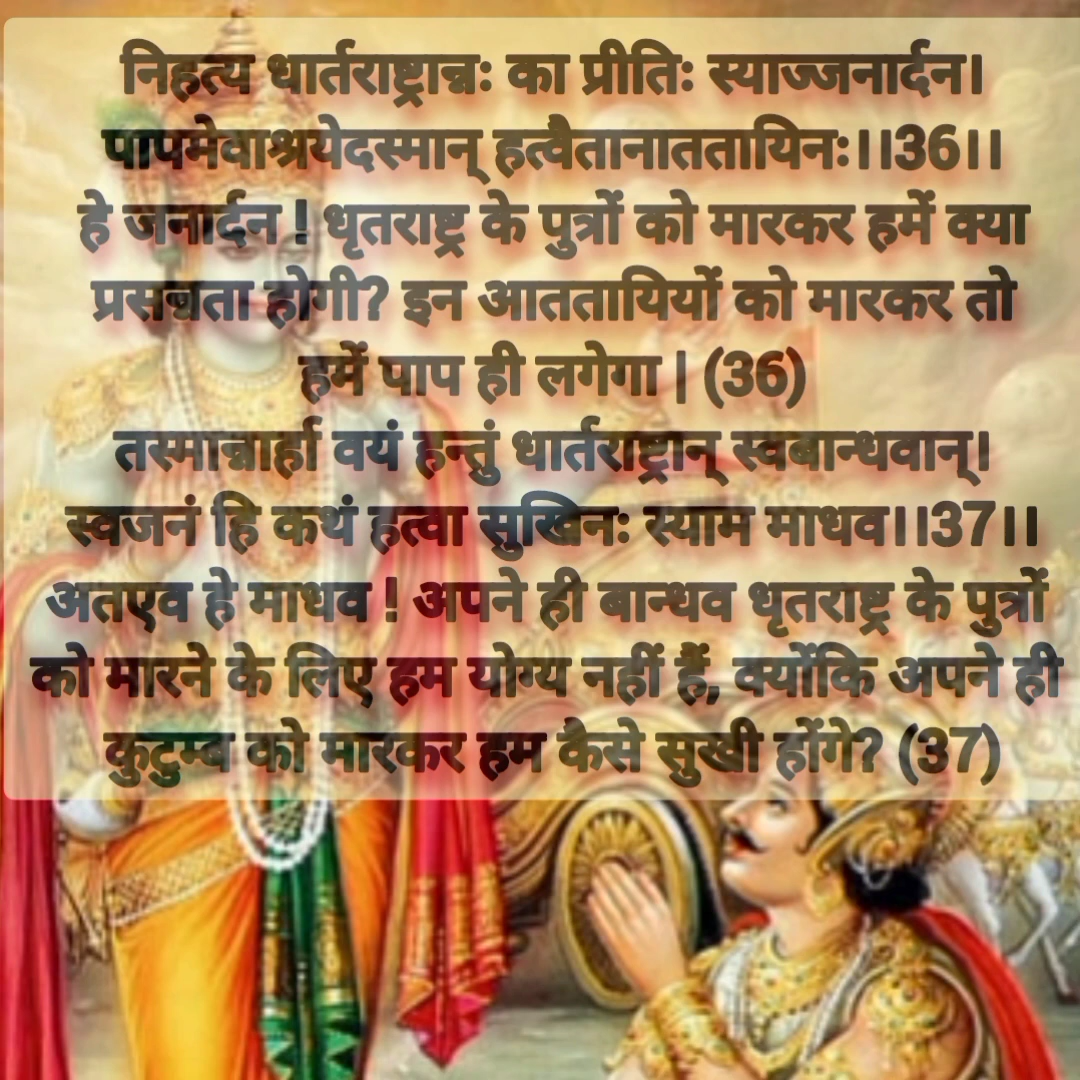 निहत्य धार्तराष्ट्रान्नः का प्रीतिः स्याज्जनार्दन।
पापमेवाश्रयेदस्मान् हत्वैतानाततायिनः।।36।।
हे जनार्दन ! धृतराष्ट्र के पुत्रों को मारकर हमें क्या
प्रसन्नता होगी? इन आततायियों को मारकर तो
हमें पाप ही लगेगा | (36)
तस्मान्नार्हा वयं हन्तुं धार्तराष्ट्रान् स्वबान्धवान्।
स्वजनं हि कथं हत्वा सुखिनः स्याम माधव।।37।।
अतएव हे माधव ! अपने ही बान्धव धृतराष्ट्र के पुत्रों
को मारने के लिए हम योग्य नहीं हैं, क्योंकि अपने ही
कुटुम्ब को मारकर हम कैसे सुखी होंगे? (37)